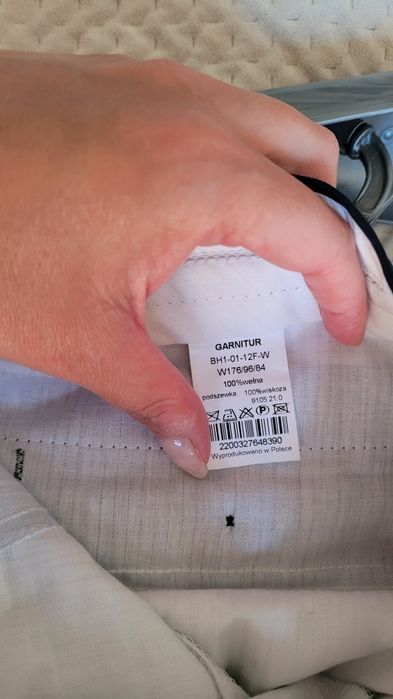 GARNITUR
BH1-01-12F-W
W176/96/84
100%wełna
podszewka: 100%wiskoza
9105 21 0
2200327648390
Wyprodukowano w Polsce